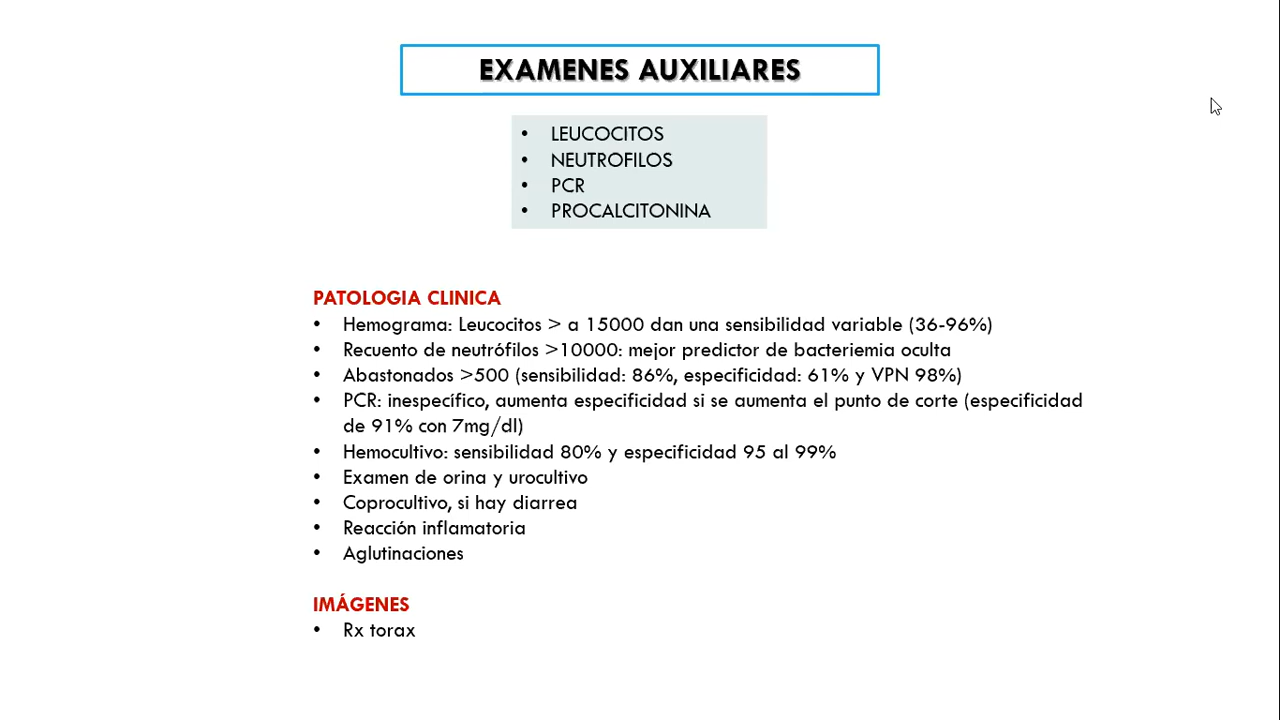 EXAMENES AUXILIARES
• LEUCOCITOS
• NEUTROFILOS
• PCR
• PROCALCITONINA
PATOLOGIA CLINICA
• Hemograma: Leucocitos > a 15000 dan una sensibilidad variable (36-96%)
• Recuento de neutrófilos >10000: mejor predictor de bacteriemia oculta
• Abastonados >500 (sensibilidad: 86%, especificidad: 61% y VPN 98%)
• PCR: inespecífico, aumenta especificidad si se aumenta el punto de corte (especificidad
de 91% con 7mg/dl)
• Hemocultivo: sensibilidad 80% y especificidad 95 al 99%
• Examen de orina y urocultivo
• Coprocultivo, si hay diarrea
• Reacción inflamatoria
• Aglutinaciones
IMÁGENES
• Rx torax